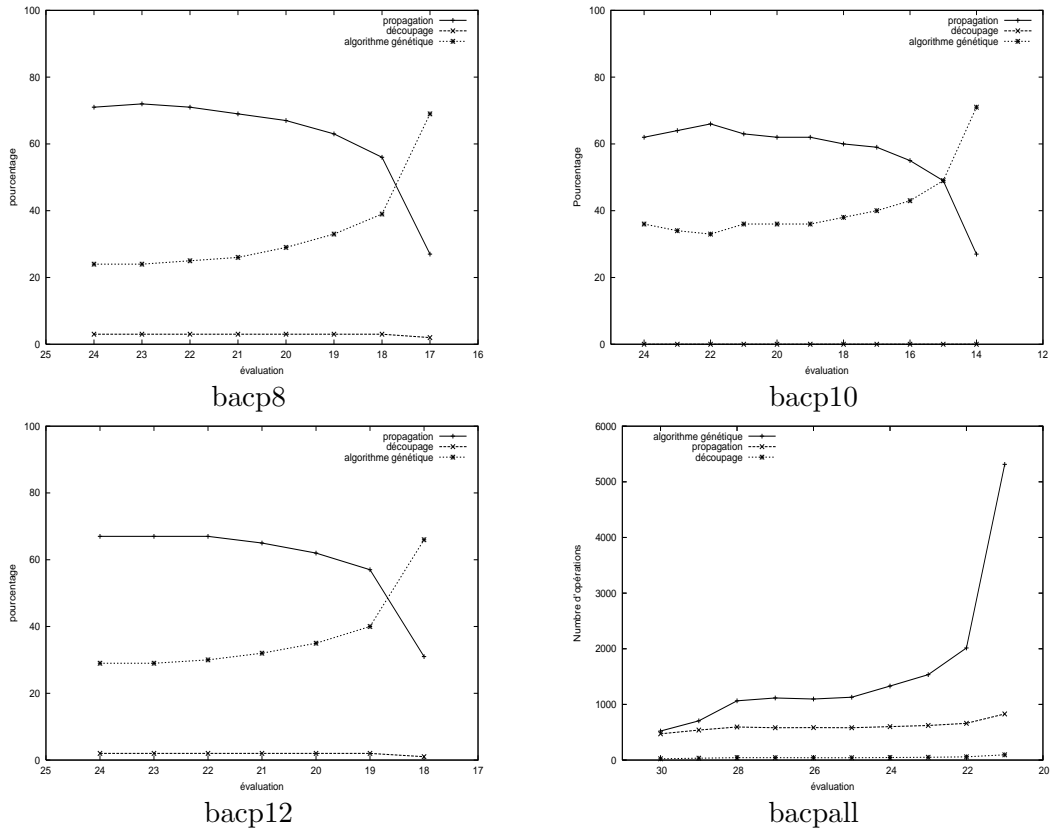 propagation
découpage
algorithme génétique
pourcentage
100
80
60
40
20
0
25 24 23 22 21 20 19 18 17 16
évaluation
bacp8
propagation
découpage
algorithme génétique
Pourcentage
100
80
60
40
20
0
24 22 20 18 16 14 12
évaluation
bacp10
propagation
découpage
algorithme génétique
pourcentage
100
80
60
40
20
0
25 24 23 22 21 20 19 18 17
évaluation
bacp12
algorithme génétique
propagation
découpage
Nombre d'opérations
6000
5000
4000
3000
2000
1000
0
30 28 26 24 22 20
évaluation
bacpall